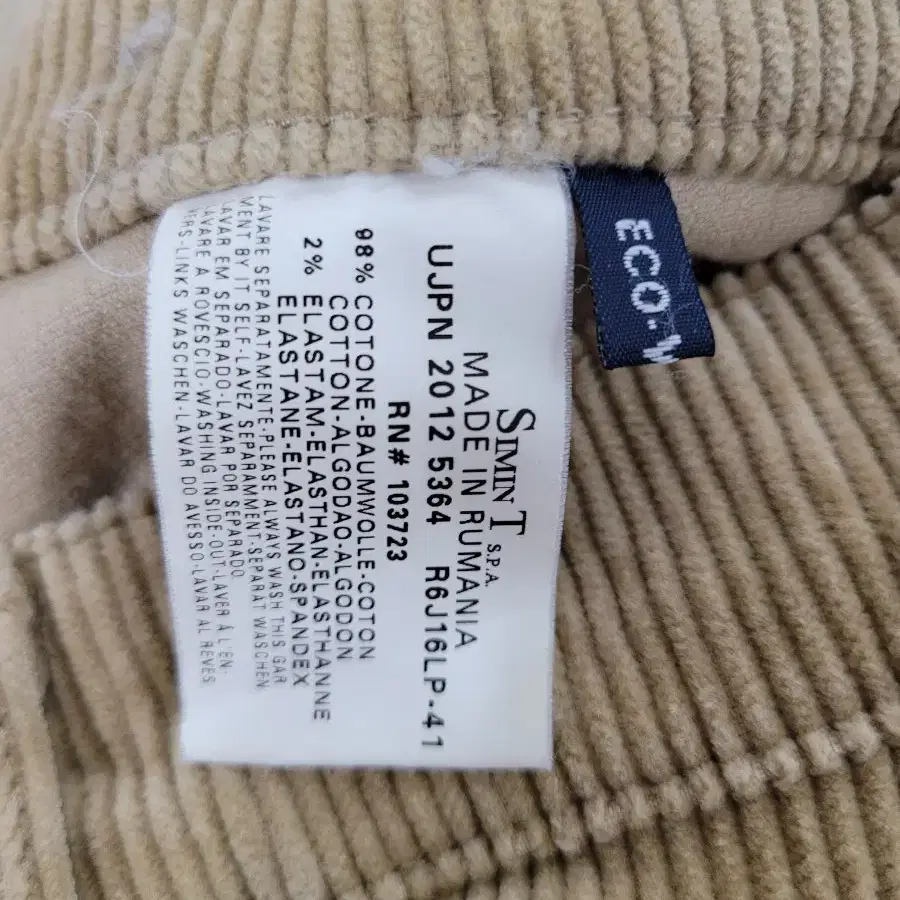 SIMINT S.P.A.
MADE IN RUMANIA
UJPN 2012 5364 R6J16LP-41
RN# 103723
98% COTONE-BAUMWOLLE-COTON
COTTON-ALGODAO-ALGODON
2% ELASTAM-ELASTHAN-ELASTHANNE
ELASTANE-ELASTANO-SPANDEX
LAVARE SEPARATAMENTE-PLEASE ALWAYS WASH THIS GAR
MENT BY IT SELF-LAVEZ SEPARAMMENT-SEPARAT WASCHEN
LAVAR EM SEPARADO-LAVAR POR SEPARADO.
LAVARE A ROVESCIO-WASHING INSIDE-OUT-LAVER À L'EN-
VERS-LINKS WASCHEN-LAVAR DO AVESSO-LAVAR AL REVES
ECO-W